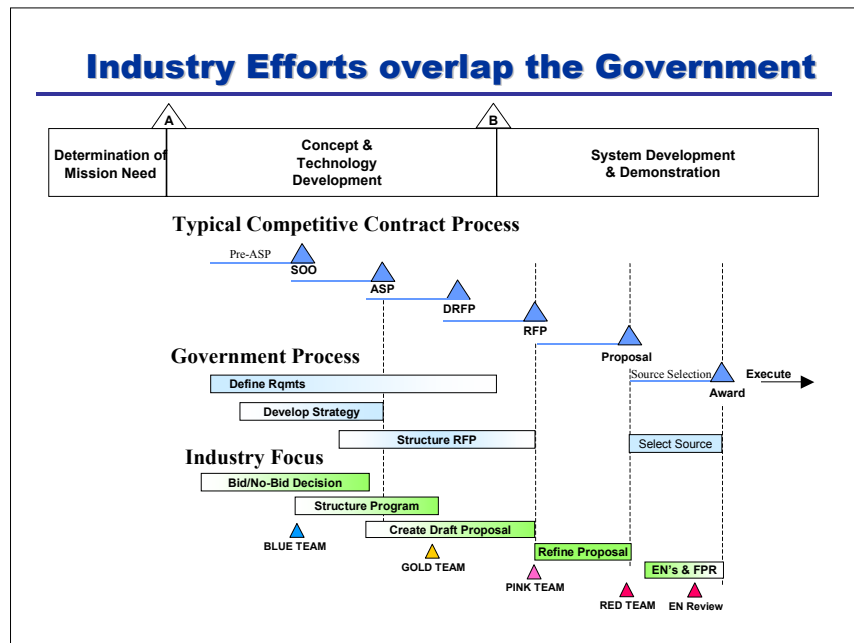 Industry Efforts overlap the Government
A
B
Determination of
Mission Need
Concept &
Technology
Development
System Development
& Demonstration
Typical Competitive Contract Process
Pre-ASP
SOO
ASP
DRFP
RFP
Proposal
Government Process
Source Selection
Execute
Award
Define Rqmts
Develop Strategy
Structure RFP
Select Source
Industry Focus
Bid/No-Bid Decision
Structure Program
Create Draft Proposal
BLUE TEAM
Refine Proposal
GOLD TEAM
EN's & FPR
PINK TEAM
RED TEAM
EN Review